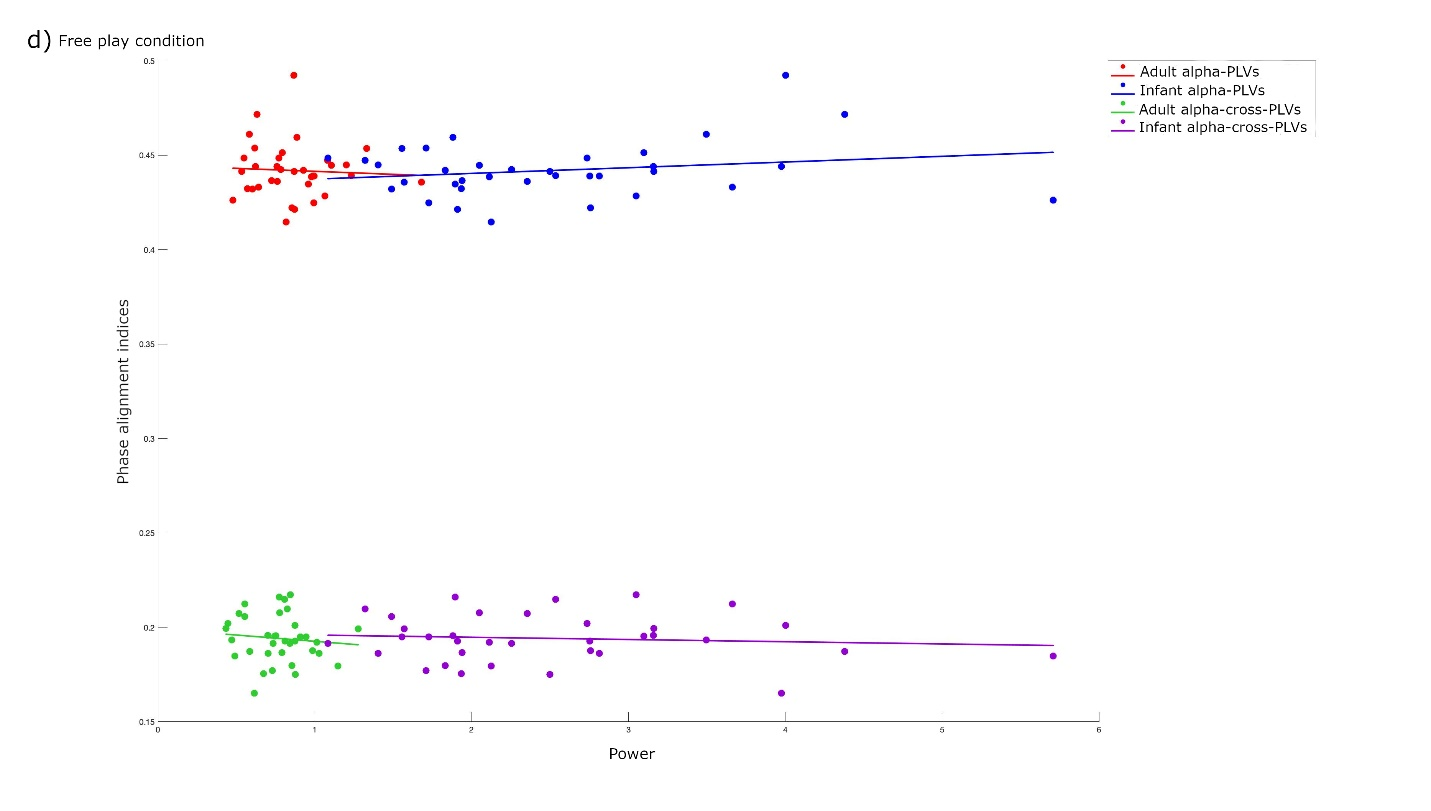 d) Free play condition
0.5
Adult alpha-PLVs
Infant alpha-PLVs
Adult alpha-cross-PLVs
Infant alpha-cross-PLVs
0.45
0.4
0.35
0.3
0.25
0.2
0.15
Phase alignment indices
0 1 2 3 4 5 6
Power